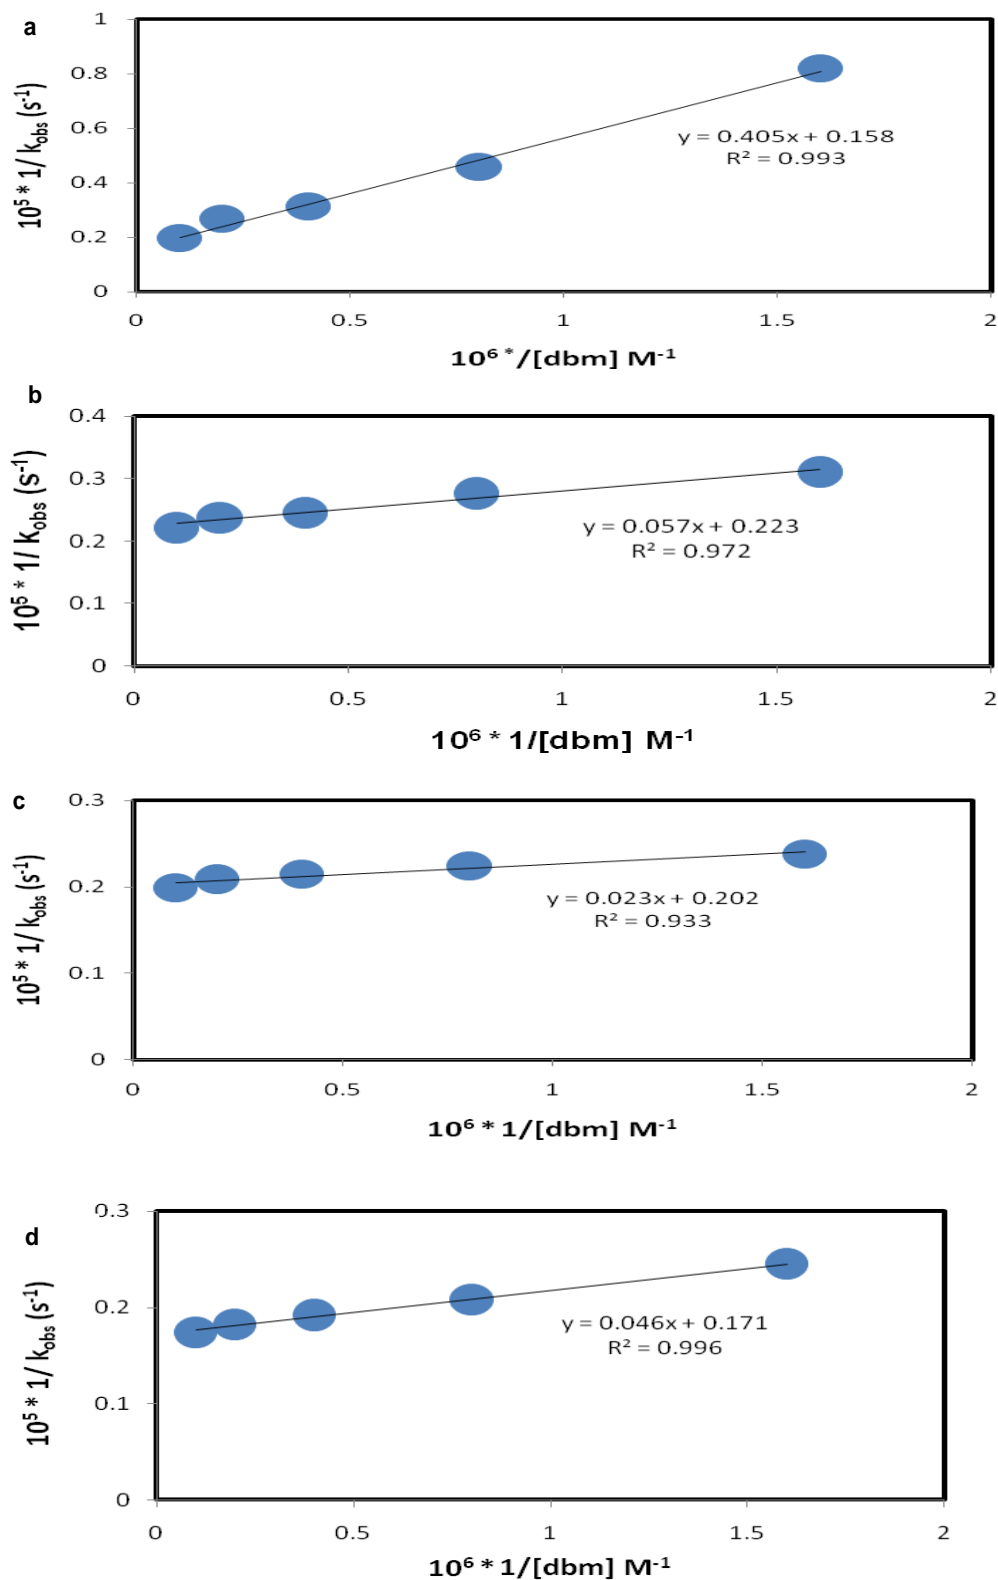 a
10⁵ * 1/ kobs (s⁻¹)
1
0.8
0.6
0.4
0.2
0
y = 0.405x + 0.158
R² = 0.993
0 0.5 1 1.5 2
10⁶ */[dbm] M⁻¹
b
10⁵ * 1/ kobs (s⁻¹)
0.4
0.3
0.2
0.1
0
y = 0.057x + 0.223
R² = 0.972
0 0.5 1 1.5 2
10⁶ * 1/[dbm] M⁻¹
c
10⁵ * 1/ kobs (s⁻¹)
0.3
0.2
0.1
0
y = 0.023x + 0.202
R² = 0.933
0 0.5 1 1.5 2
10⁶ * 1/[dbm] M⁻¹
d
10⁵ * 1/ kobs (s⁻¹)
0.3
0.2
0.1
0
y = 0.046x + 0.171
R² = 0.996
0 0.5 1 1.5 2
10⁶ * 1/[dbm] M⁻¹